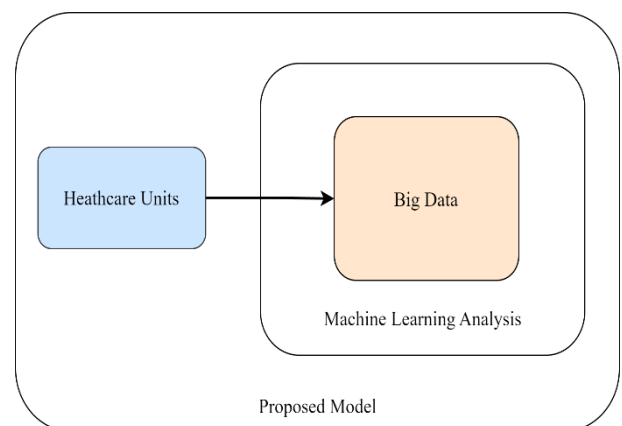 Heathcare Units
Big Data
Machine Learning Analysis
Proposed Model